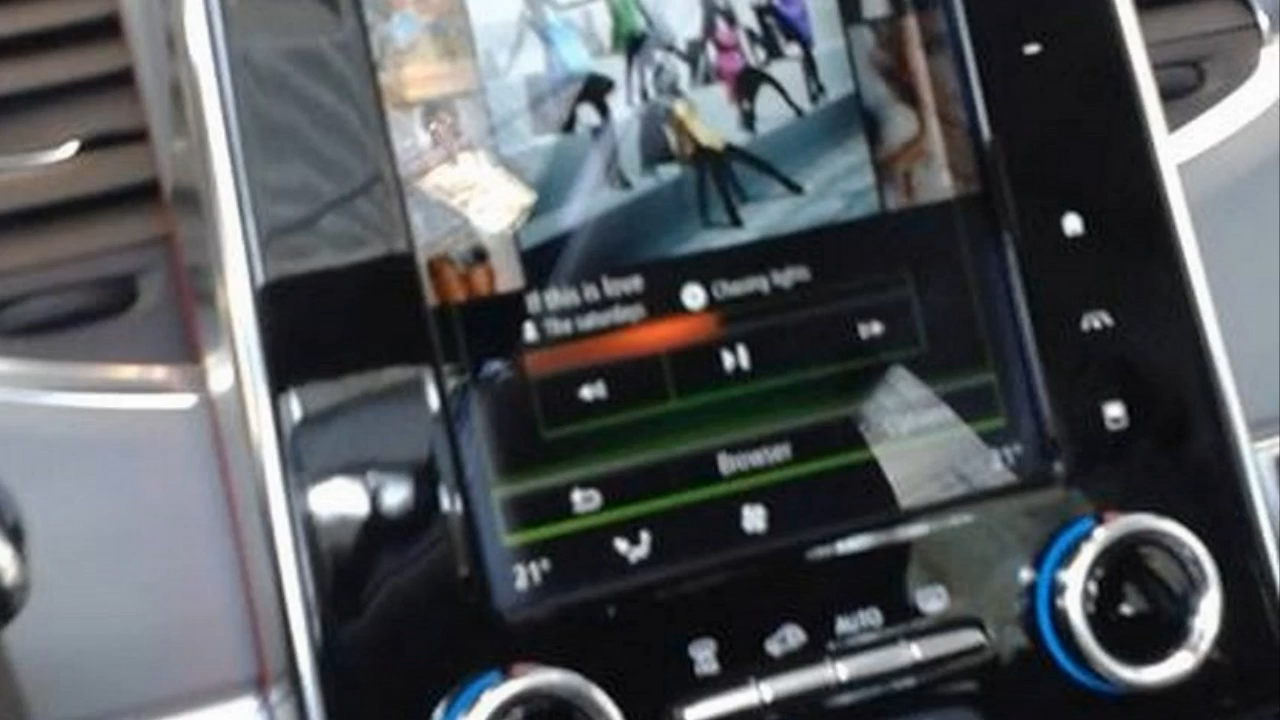 If this is love
The saturdays
Chasing lights
Browser
21°
21°
AUTO